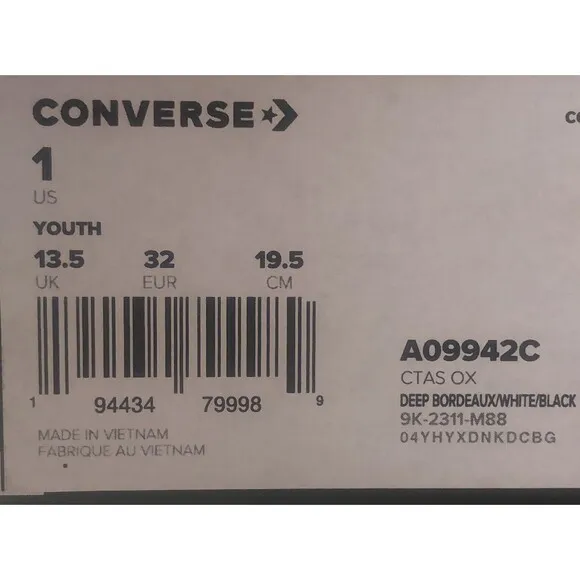 CONVERSE
1
US
YOUTH
13.5 32 19.5
UK EUR CM
1 94434 79998 9
MADE IN VIETNAM
FABRIQUE AU VIETNAM
A09942C
CTAS OX
DEEP BORDEAUX/WHITE/BLACK
9K-2311-M88
04YHYXDNKDCBG